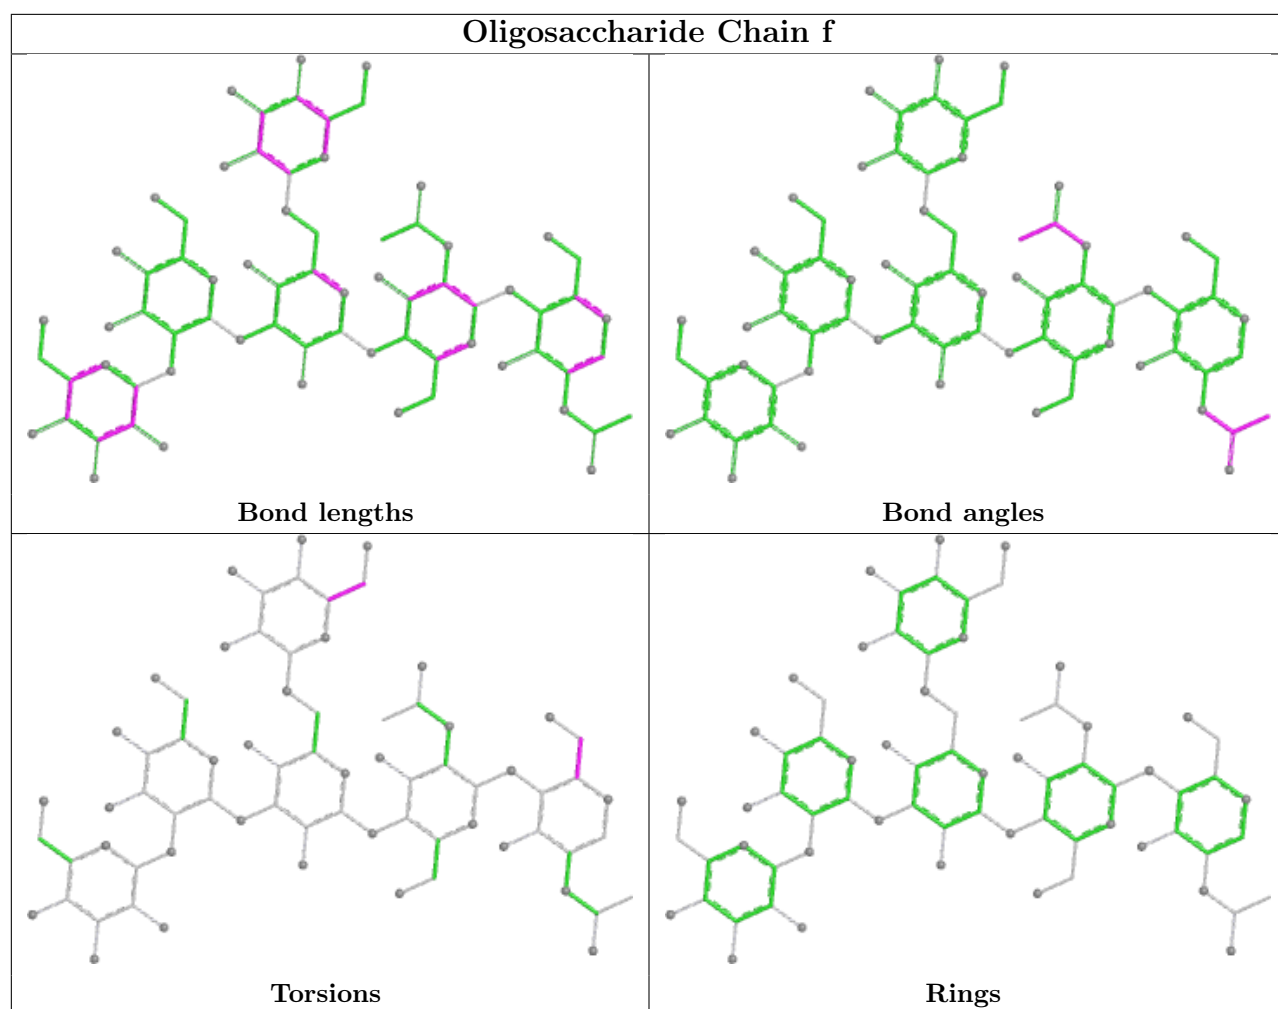 Oligosaccharide Chain f
Bond lengths
Bond angles
Torsions
Rings